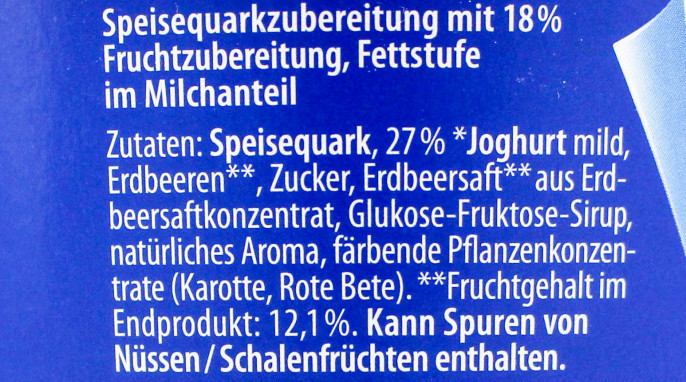 Speisequarkzubereitung mit 18%
Fruchtzubereitung, Fettstufe
im Milchanteil
Zutaten: Speisequark, 27% *Joghurt mild,
Erdbeeren**, Zucker, Erdbeersaft** aus Erd-
beersaftkonzentrat, Glukose-Fruktose-Sirup,
natürliches Aroma, färbende Pflanzenkonzen-
trate (Karotte, Rote Bete). **Fruchtgehalt im
Endprodukt: 12,1%. Kann Spuren von
Nüssen/Schalenfrüchten enthalten.